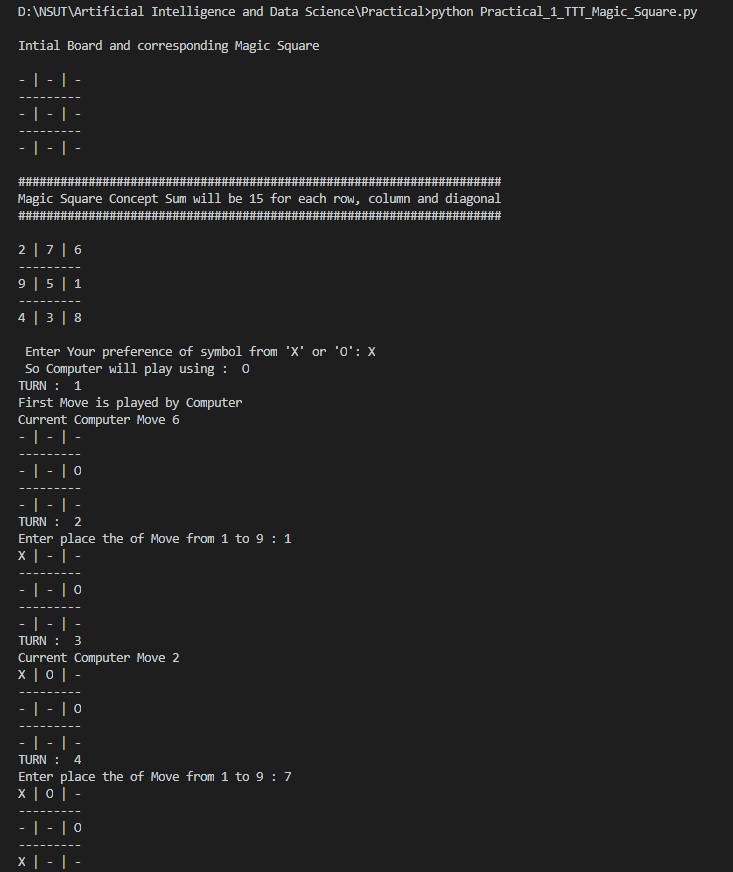 D:\NSUT\Artificial Intelligence and Data Science\Practical>python Practical_1_TTT_Magic_Square.py
Intial Board and corresponding Magic Square
- | - | -
---------
- | - | -
---------
- | - | -
#####################################################################
Magic Square Concept Sum will be 15 for each row, column and diagonal
#####################################################################
2 | 7 | 6
---------
9 | 5 | 1
---------
4 | 3 | 8
Enter Your preference of symbol from 'X' or 'O': X
So Computer will play using :  O
TURN :  1
First Move is played by Computer
Current Computer Move 6
- | - | -
---------
- | - | O
---------
- | - | -
TURN :  2
Enter place the of Move from 1 to 9 : 1
X | - | -
---------
- | - | O
---------
- | - | -
TURN :  3
Current Computer Move 2
X | O | -
---------
- | - | O
---------
- | - | -
TURN :  4
Enter place the of Move from 1 to 9 : 7
X | O | -
---------
- | - | O
---------
X | - | -